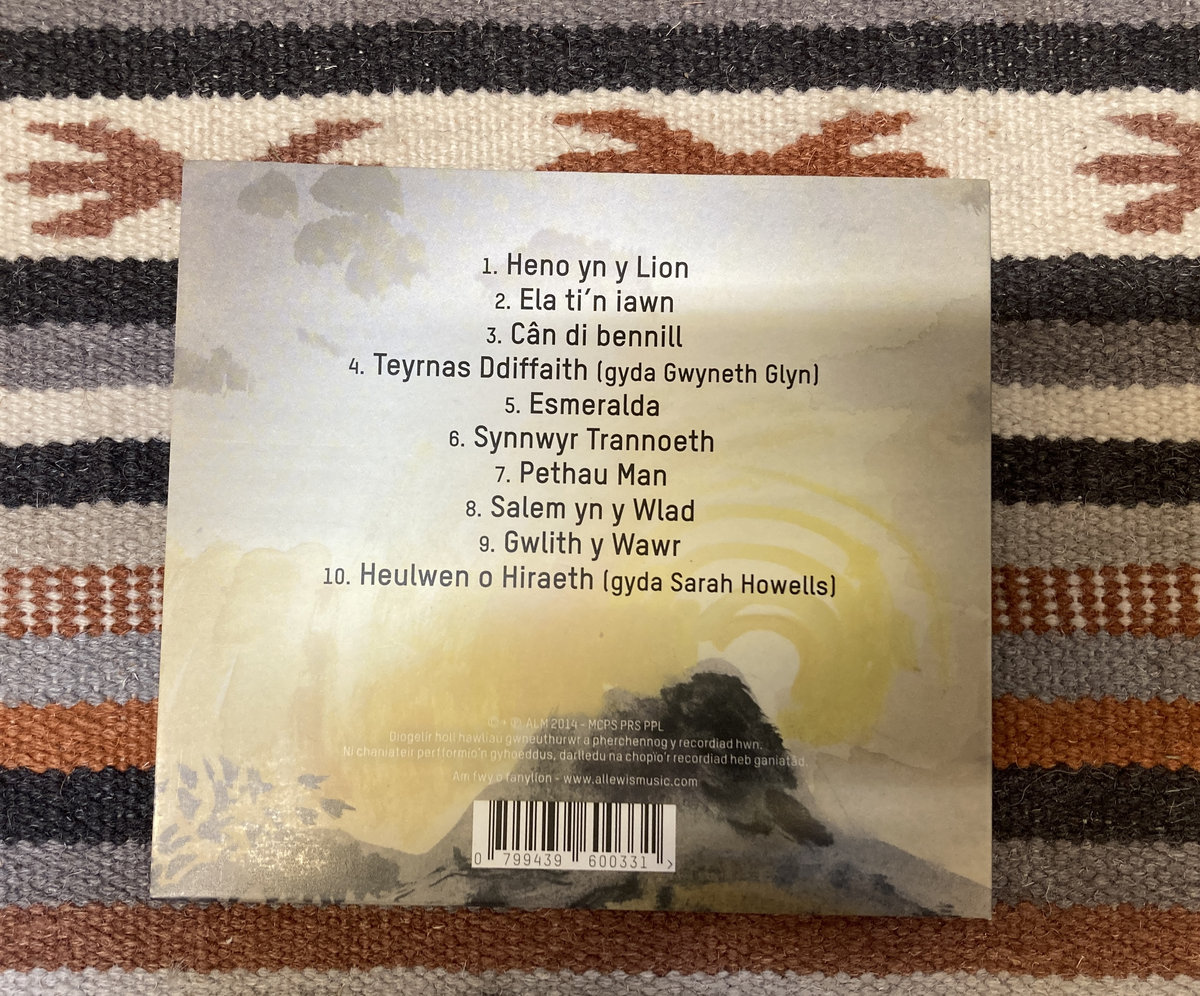 1. Heno yn y Lion
2. Ela ti'n iawn
3. Cân di bennill
4. Teyrnas Ddiffaith (gyda Gwyneth Glyn)
5. Esmeralda
6. Synnwyr Trannoeth
7. Pethau Man
8. Salem yn y Wlad
9. Gwlith y Wawr
10. Heulwen o Hiraeth (gyda Sarah Howells)
© + ℗ ALM 2014 - MCPS PRS PPL
Diogelir holl hawliau gwneuthurwr a pherchennog y recordiad hwn.
Ni chaniateir perfformio'n gyhoeddus, darlledu na chopïo'r recordiad heb ganiatâd.
Am fwy o fanylion - www.allewismusic.com
0 799439 600331 >